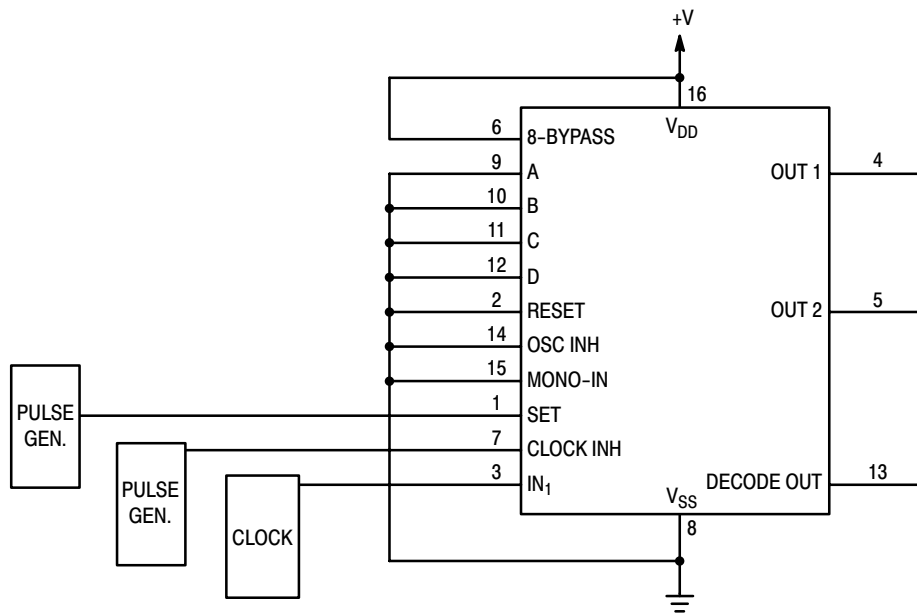 +V
16
V_DD
6 8-BYPASS
9 A
OUT 1 4
10 B
11 C
12 D
2 RESET
OUT 2 5
14 OSC INH
15 MONO-IN
PULSE
GEN.
1 SET
7 CLOCK INH
PULSE
GEN.
3 IN₁
DECODE OUT 13
CLOCK
V_SS
8